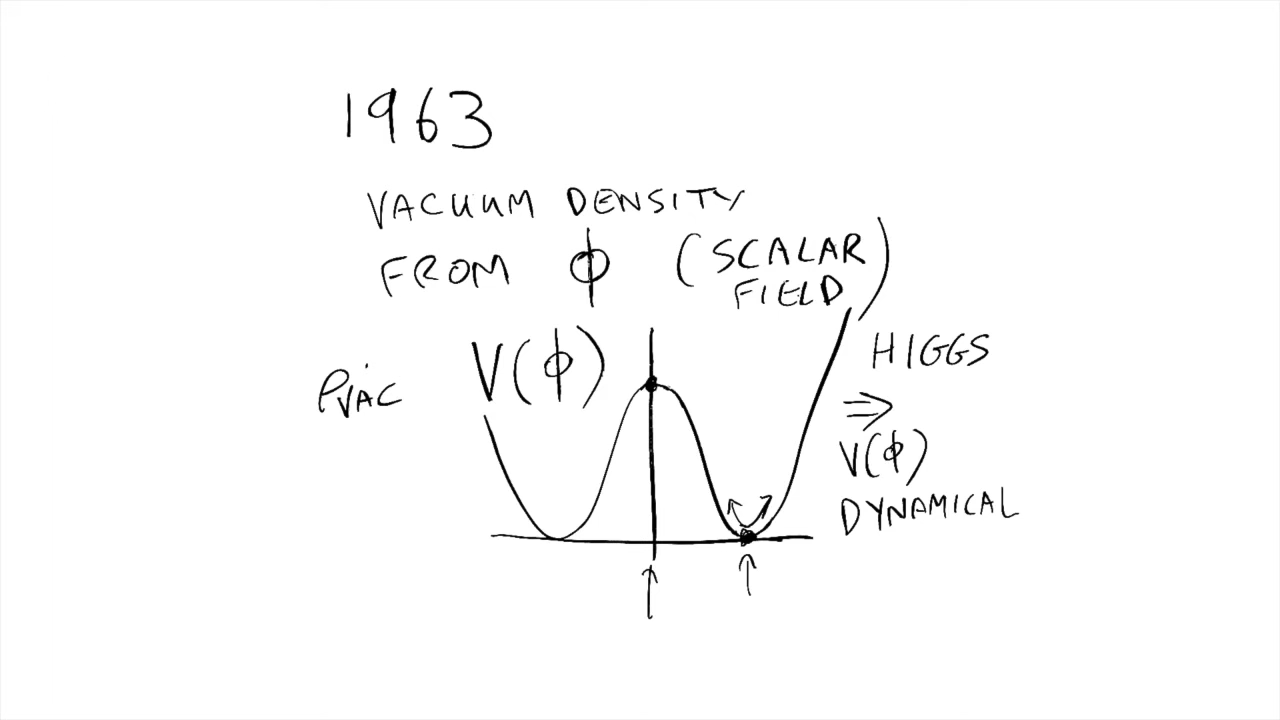 1963
VACUUM DENSITY
FROM ϕ (SCALAR
FIELD)
HIGGS
ρVAC V(ϕ)
⇒
V(ϕ)
DYNAMICAL